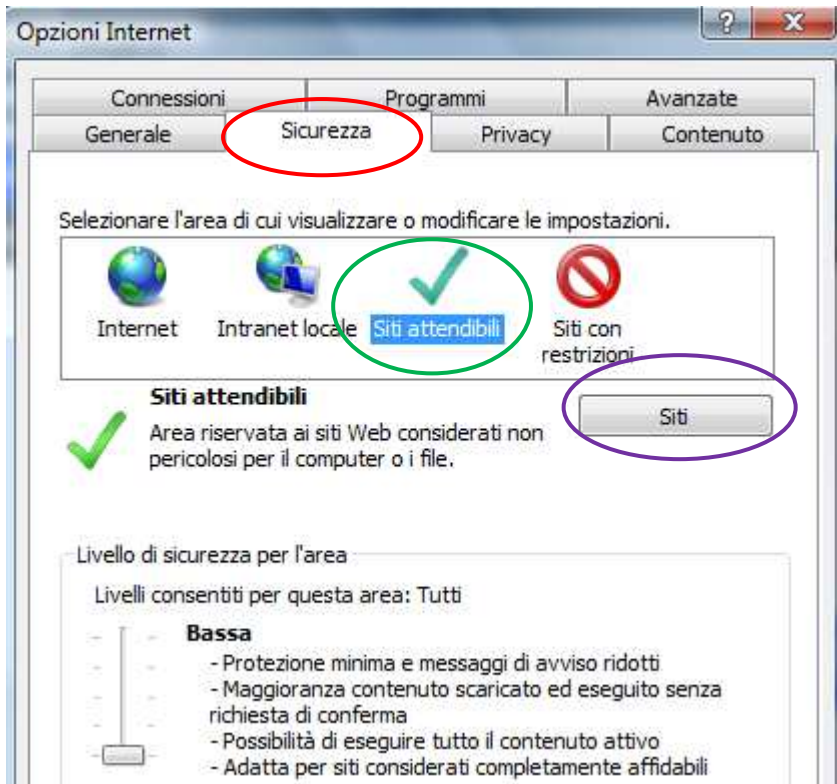 Opzioni Internet
?
X
Connessioni
Programmi
Avanzate
Generale
Sicurezza
Privacy
Contenuto
Selezionare l'area di cui visualizzare o modificare le impostazioni.
Internet
Intranet locale
Siti attendibili
Siti con
restrizioni
Siti attendibili
Area riservata ai siti Web considerati non
pericolosi per il computer o i file.
Siti
Livello di sicurezza per l'area
Livelli consentiti per questa area: Tutti
Bassa
- Protezione minima e messaggi di avviso ridotti
- Maggioranza contenuto scaricato ed eseguito senza
richiesta di conferma
- Possibilità di eseguire tutto il contenuto attivo
- Adatta per siti considerati completamente affidabili